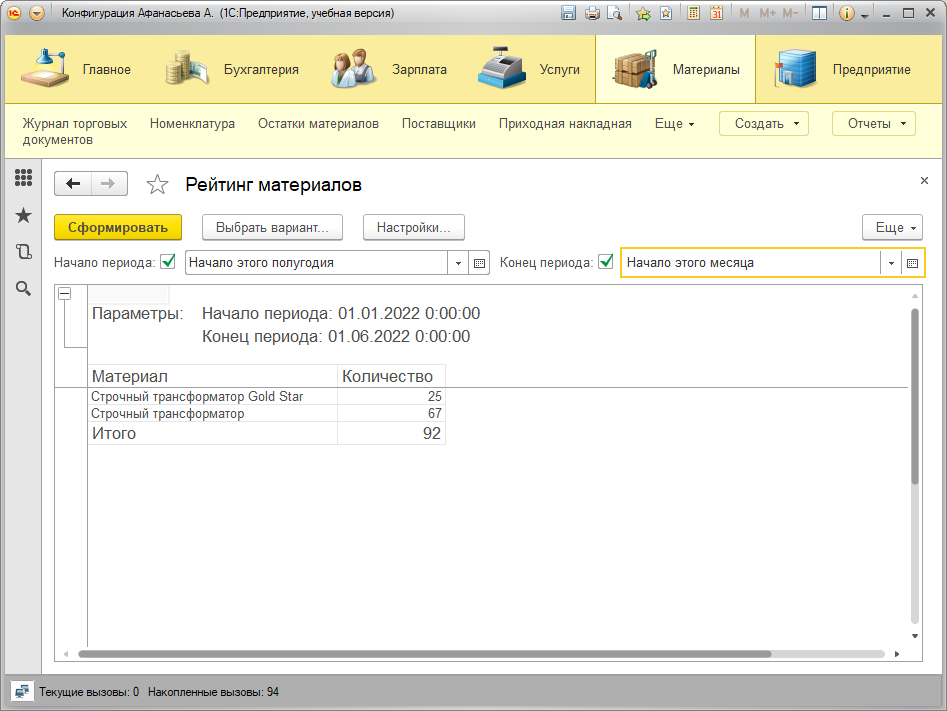 Конфигурация Афанасьева А. (1С:Предприятие, учебная версия)
M M+ M-
Главное Бухгалтерия Зарплата Услуги Материалы Предприятие
Журнал торговых документов Номенклатура Остатки материалов Поставщики Приходная накладная Еще Создать Отчеты
Рейтинг материалов
Сформировать Выбрать вариант... Настройки... Еще
Начало периода: Начало этого полугодия Конец периода: Начало этого месяца
Параметры: Начало периода: 01.01.2022 0:00:00
Конец периода: 01.06.2022 0:00:00
Материал Количество
Строчный трансформатор Gold Star 25
Строчный трансформатор 67
Итого 92
Текущие вызовы: 0 Накопленные вызовы: 94